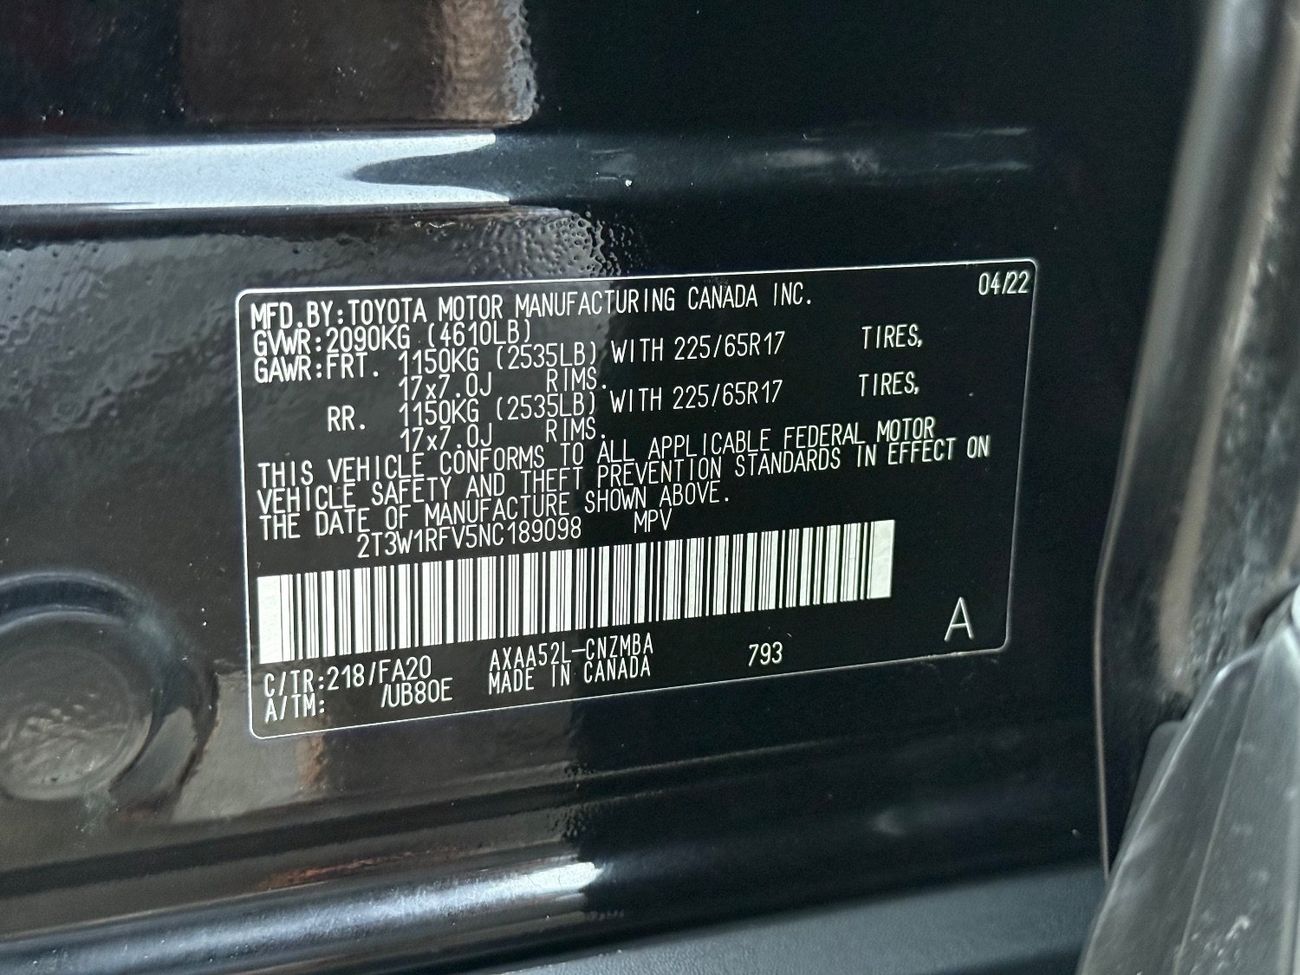 04/22
MFD.BY:TOYOTA MOTOR MANUFACTURING CANADA INC.
GVWR:2090KG (4610LB)
GAWR:FRT. 1150KG (2535LB) WITH 225/65R17 TIRES,
17x7.0J RIMS.
RR. 1150KG (2535LB) WITH 225/65R17 TIRES,
17x7.0J RIMS.
THIS VEHICLE CONFORMS TO ALL APPLICABLE FEDERAL MOTOR
VEHICLE SAFETY AND THEFT PREVENTION STANDARDS IN EFFECT ON
THE DATE OF MANUFACTURE SHOWN ABOVE.
2T3W1RFV5NC189098 MPV
C/TR:218/FA20 AXAA52L-CNZMBA 793
A/TM: /UB80E MADE IN CANADA
A